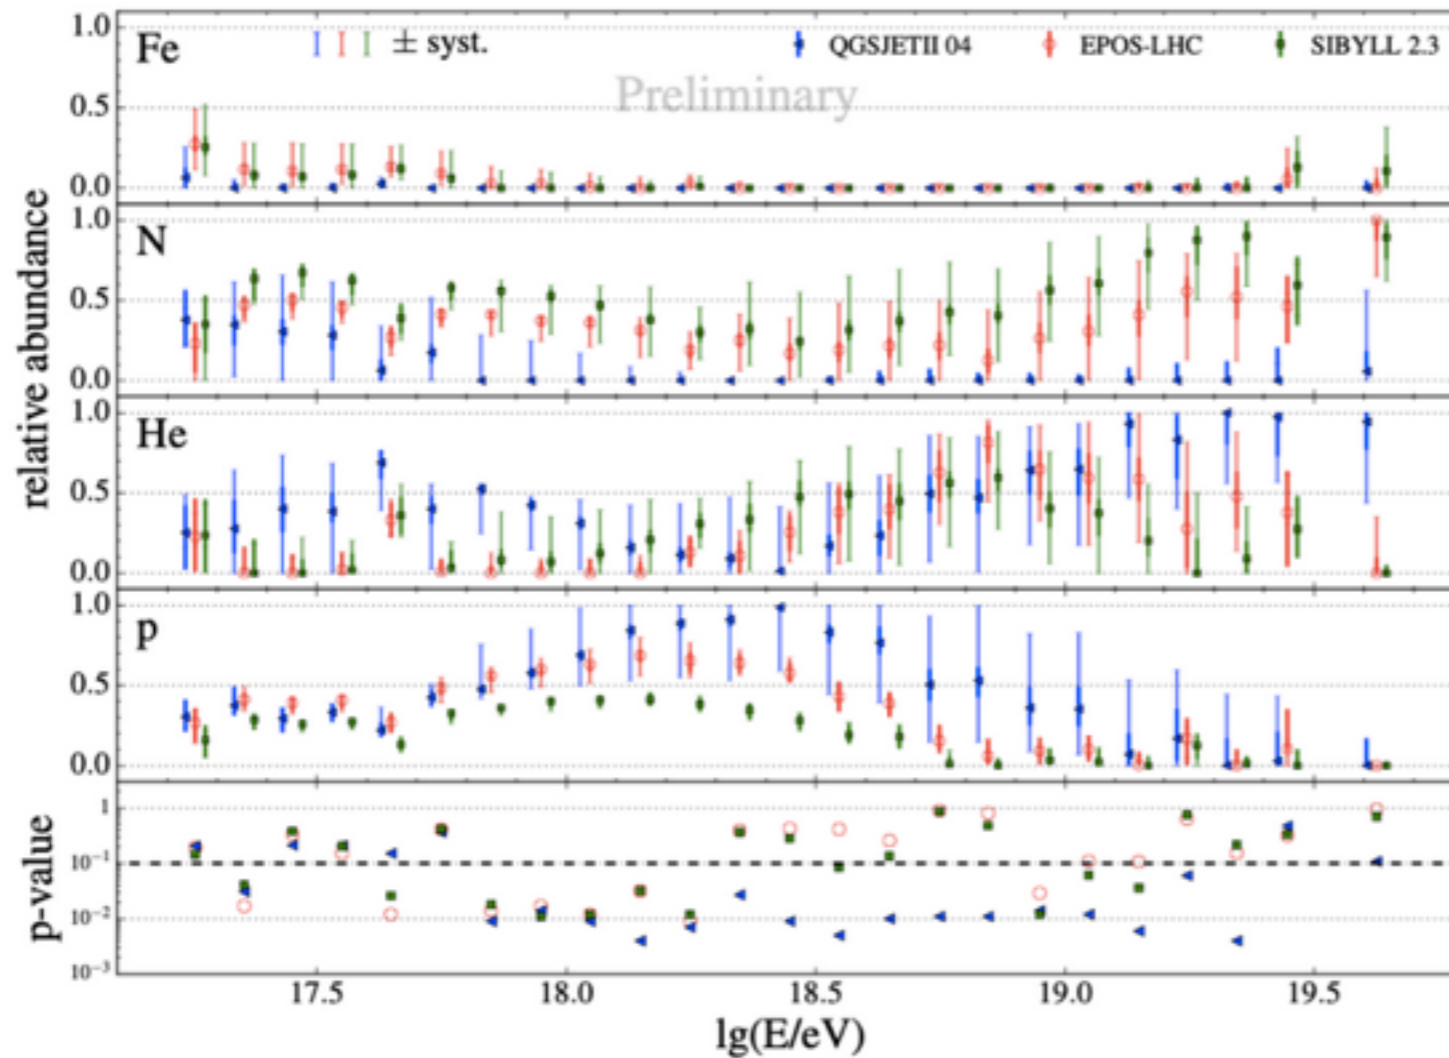 1.0 Fe ± syst. QGSJETII 04 EPOS-LHC SIBYLL 2.3
Preliminary
0.5
0.0
1.0 N
0.5
0.0
1.0 He
0.5
0.0
1.0 p
0.5
0.0
relative abundance
1
10⁻¹
10⁻²
10⁻³
p-value
17.5 18.0 18.5 19.0 19.5
lg(E/eV)